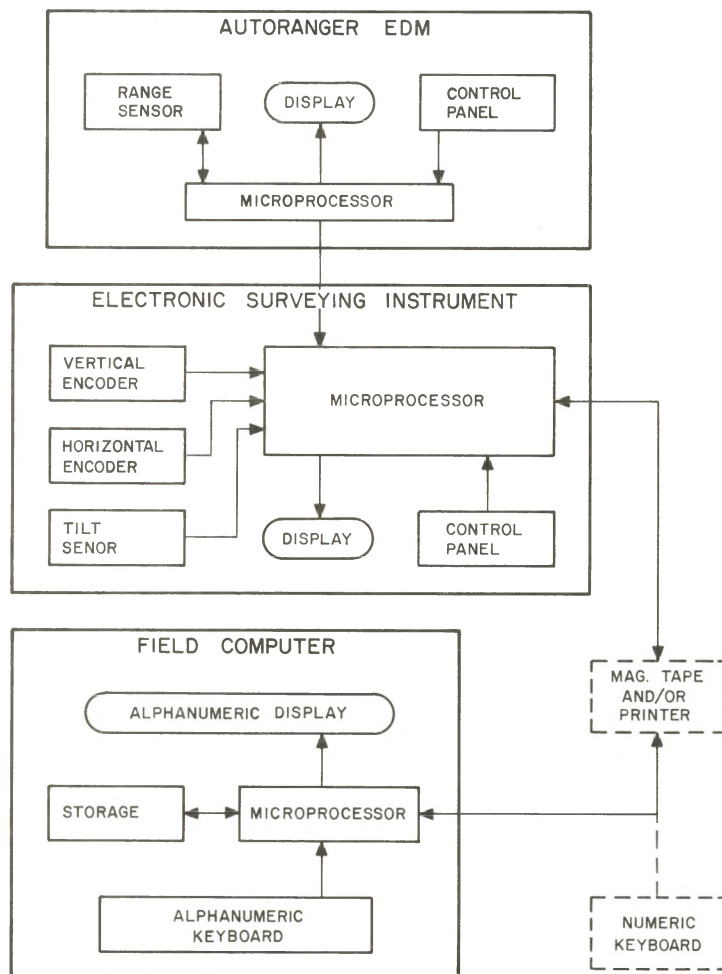 AUTORANGER EDM
RANGE
SENSOR
DISPLAY
CONTROL
PANEL
MICROPROCESSOR
ELECTRONIC SURVEYING INSTRUMENT
VERTICAL
ENCODER
MICROPROCESSOR
HORIZONTAL
ENCODER
TILT
SENOR
DISPLAY
CONTROL
PANEL
FIELD COMPUTER
MAG. TAPE
AND/OR
PRINTER
ALPHANUMERIC DISPLAY
STORAGE
MICROPROCESSOR
ALPHANUMERIC
KEYBOARD
NUMERIC
KEYBOARD